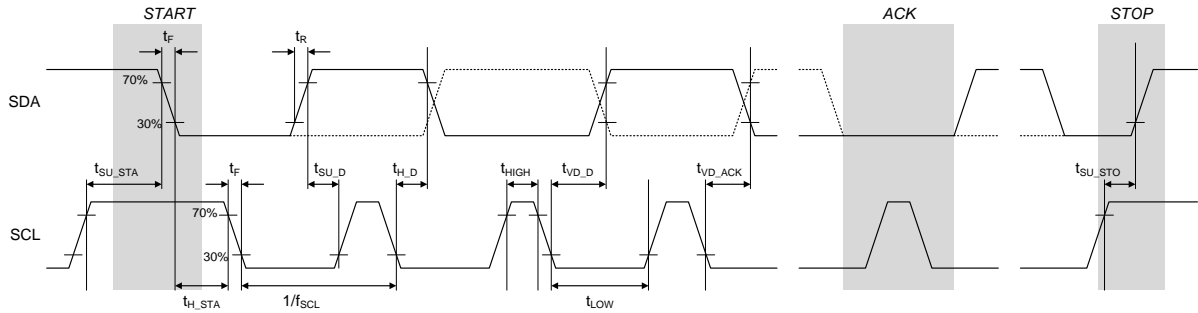 START
ACK
STOP
tF
tR
70%
SDA
30%
tSU_STA
tF
tSU_D
tH_D
tHIGH
tVD_D
tVD_ACK
tSU_STO
70%
SCL
30%
tH_STA
1/fSCL
tLOW